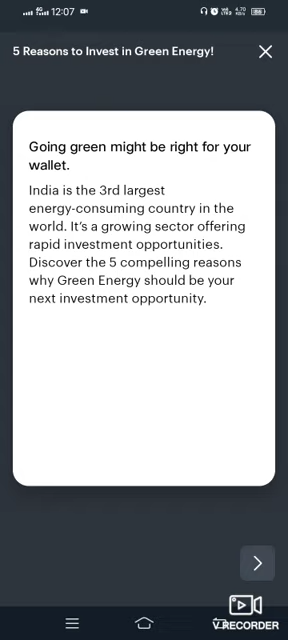 12:07
5 Reasons to Invest in Green Energy!
Going green might be right for your
wallet.
India is the 3rd largest
energy-consuming country in the
world. It's a growing sector offering
rapid investment opportunities.
Discover the 5 compelling reasons
why Green Energy should be your
next investment opportunity.
V RECORDER